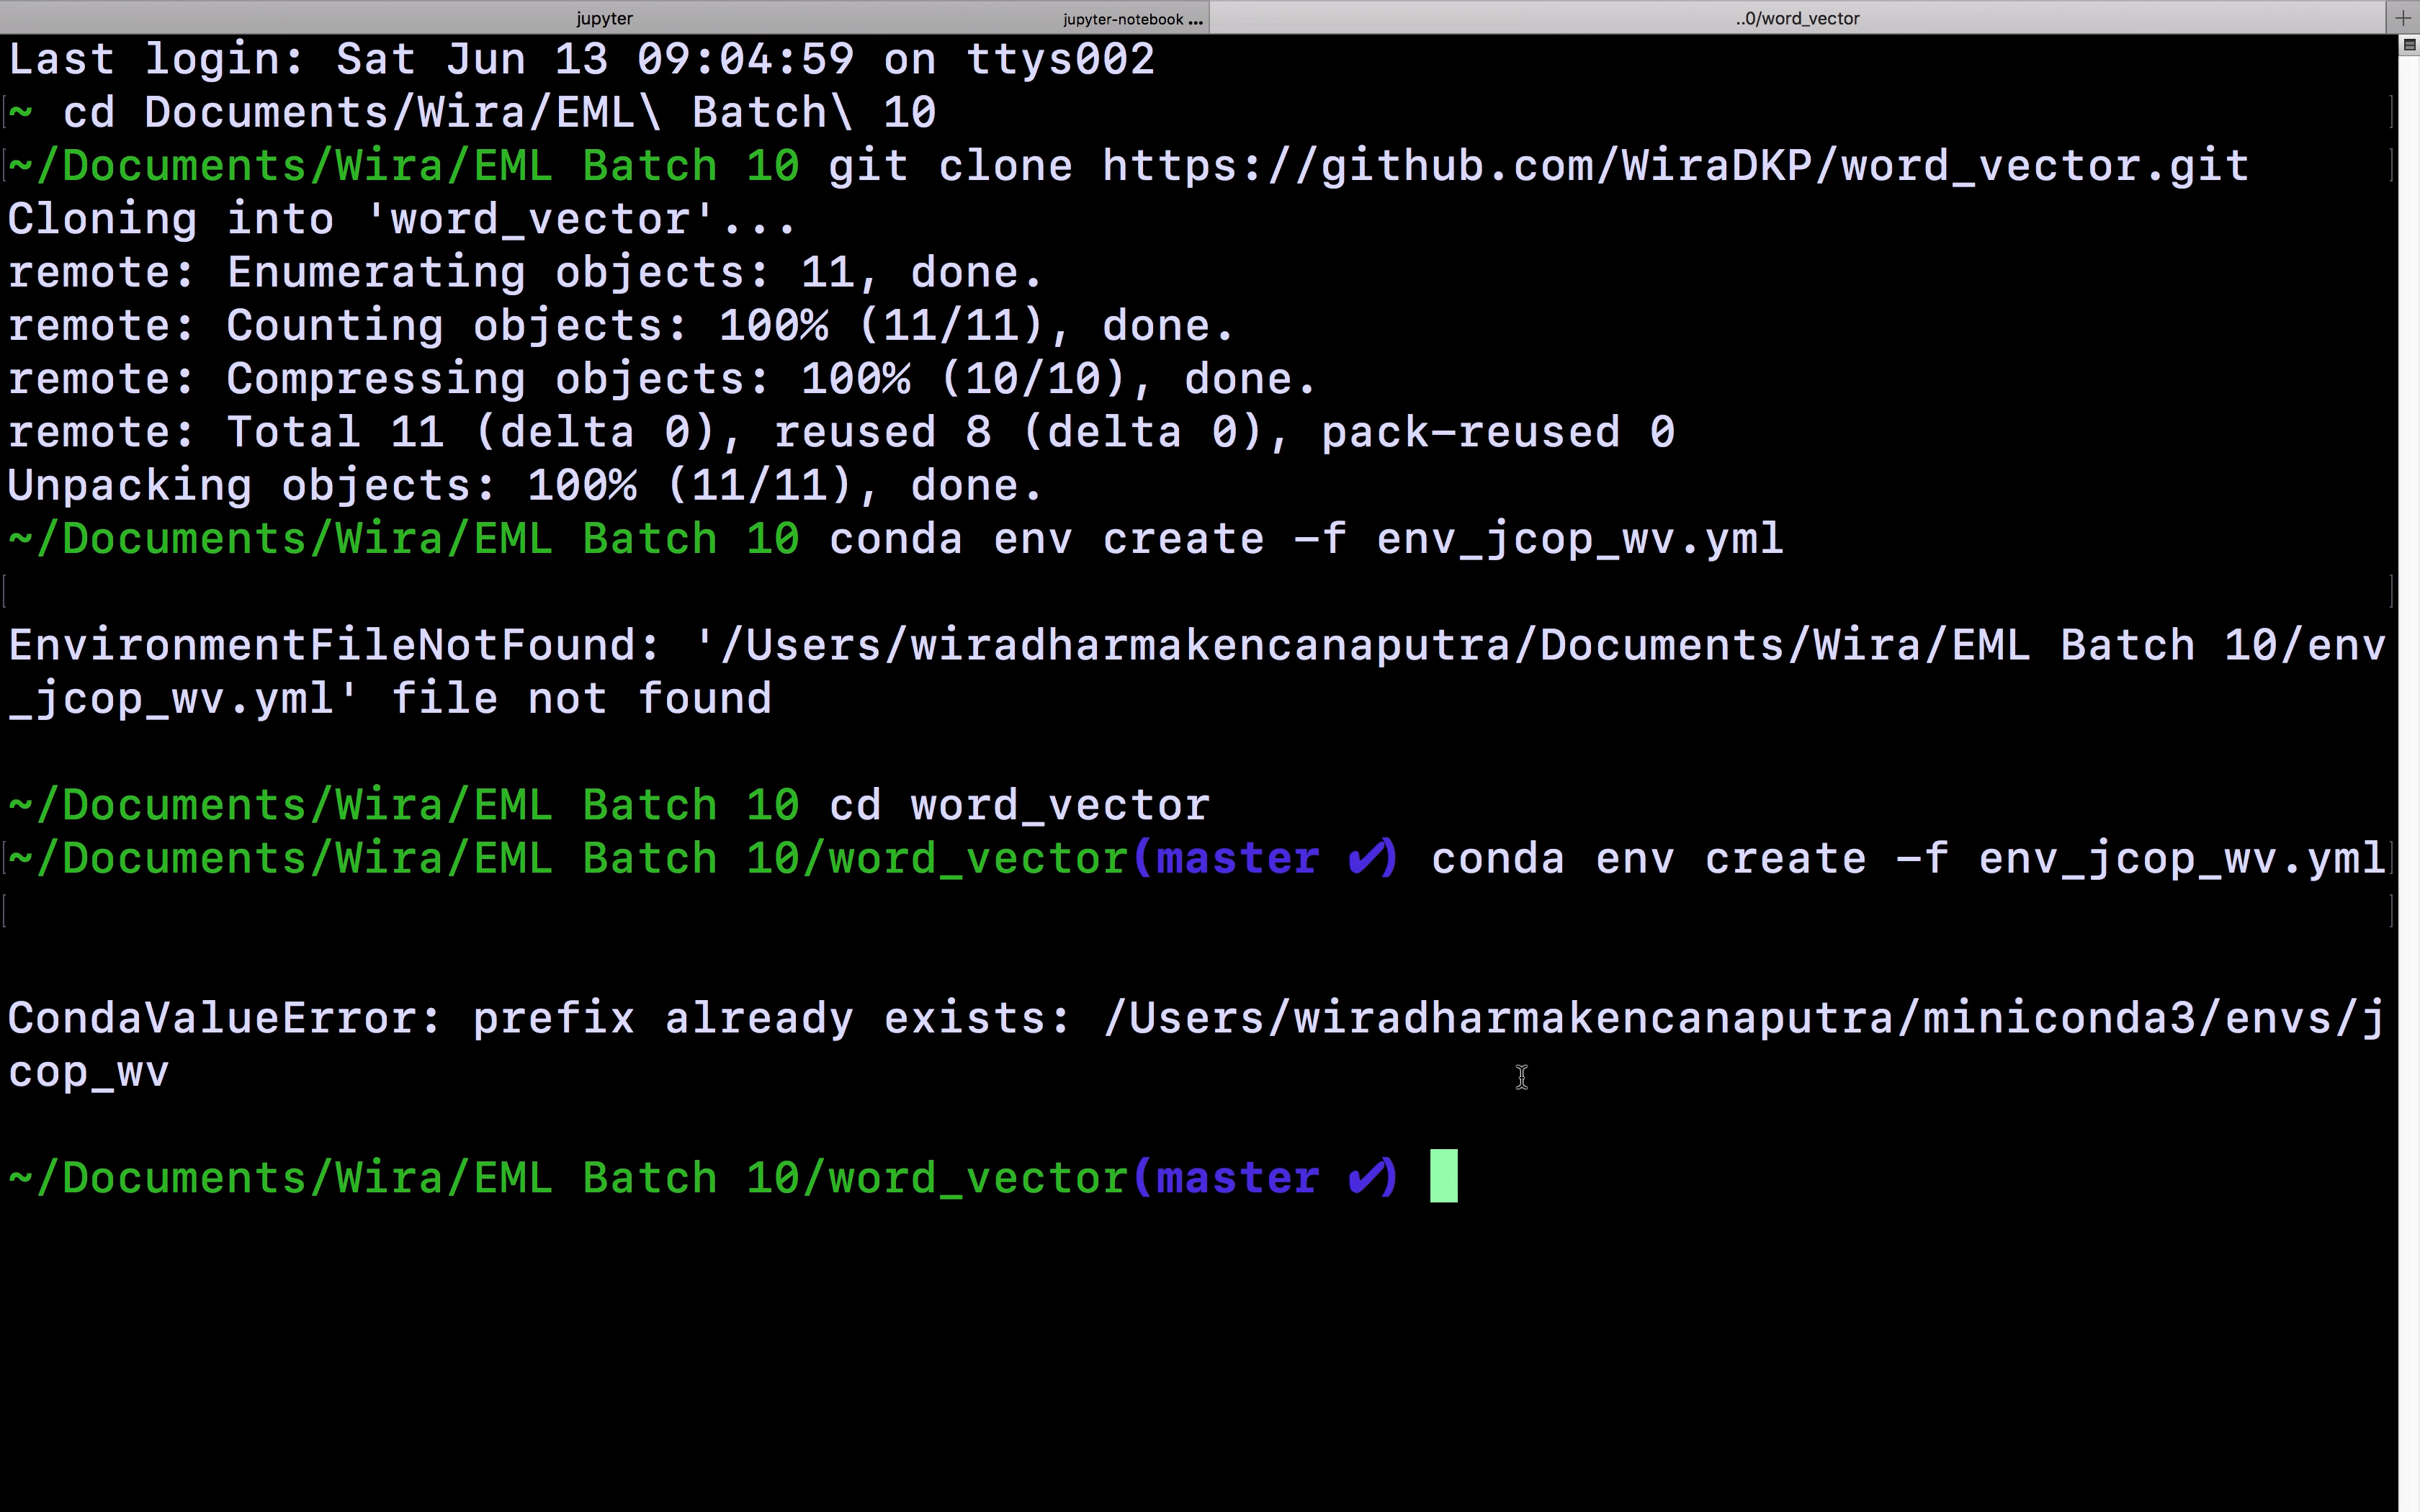 jupyter jupyter-notebook ... ..0/word_vector
Last login: Sat Jun 13 09:04:59 on ttys002
~ cd Documents/Wira/EML\ Batch\ 10
~/Documents/Wira/EML Batch 10 git clone https://github.com/WiraDKP/word_vector.git
Cloning into 'word_vector'...
remote: Enumerating objects: 11, done.
remote: Counting objects: 100% (11/11), done.
remote: Compressing objects: 100% (10/10), done.
remote: Total 11 (delta 0), reused 8 (delta 0), pack-reused 0
Unpacking objects: 100% (11/11), done.
~/Documents/Wira/EML Batch 10 conda env create -f env_jcop_wv.yml
EnvironmentFileNotFound: '/Users/wiradharmakencanaputra/Documents/Wira/EML Batch 10/env
_jcop_wv.yml' file not found
~/Documents/Wira/EML Batch 10 cd word_vector
~/Documents/Wira/EML Batch 10/word_vector(master ✔) conda env create -f env_jcop_wv.yml
CondaValueError: prefix already exists: /Users/wiradharmakencanaputra/miniconda3/envs/j
cop_wv
~/Documents/Wira/EML Batch 10/word_vector(master ✔)